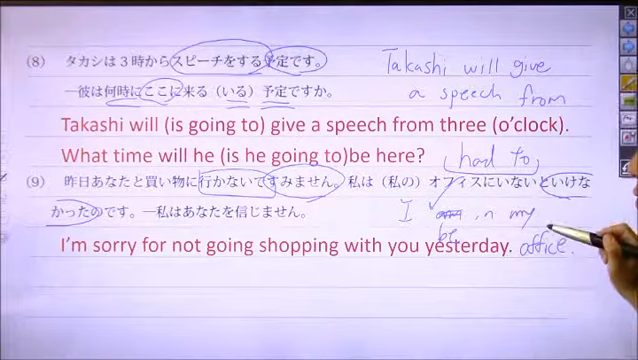 (8) タカシは3時からスピーチをする予定です。
Takashi will give
―彼は何時にここに来る(いる)予定ですか。
a speech from
Takashi will (is going to) give a speech from three (o'clock).
What time will he (is he going to)be here?
(had to)
(9) 昨日あなたと買い物に行かないですみません。私は(私の)オフィスにいないといけな
かったのです。―私はあなたを信じません。
I be in my
I'm sorry for not going shopping with you yesterday.
office.